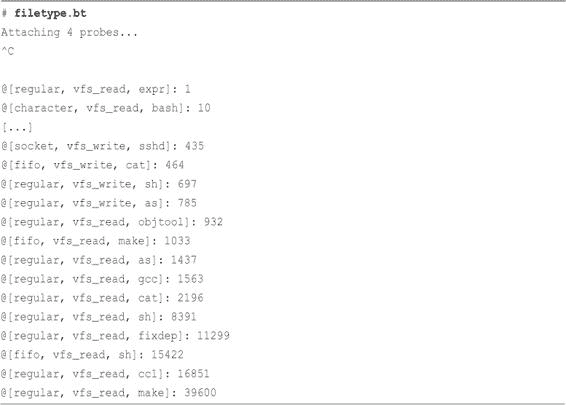 # filetype.bt
Attaching 4 probes...
^C
@[regular, vfs_read, expr]: 1
@[character, vfs_read, bash]: 10
[...]
@[socket, vfs_write, sshd]: 435
@[fifo, vfs_write, cat]: 464
@[regular, vfs_write, sh]: 697
@[regular, vfs_write, as]: 785
@[regular, vfs_read, objtool]: 932
@[fifo, vfs_read, make]: 1033
@[regular, vfs_read, as]: 1437
@[regular, vfs_read, gcc]: 1563
@[regular, vfs_read, cat]: 2196
@[regular, vfs_read, sh]: 8391
@[regular, vfs_read, fixdep]: 11299
@[fifo, vfs_read, sh]: 15422
@[regular, vfs_read, cc1]: 16851
@[regular, vfs_read, make]: 39600